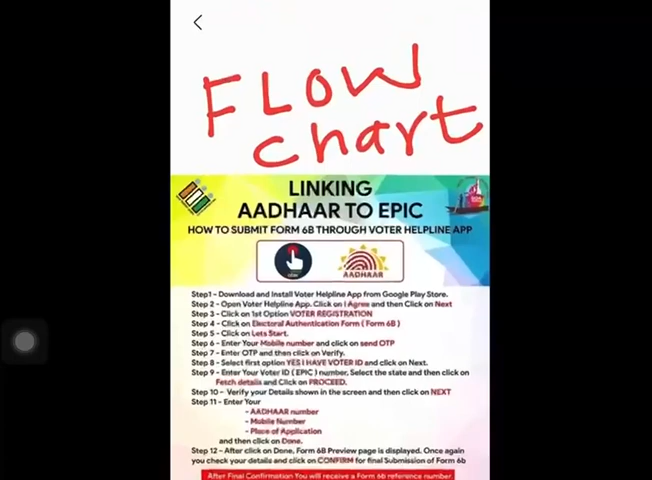 FLOW
chart
LINKING
AADHAAR TO EPIC
HOW TO SUBMIT FORM 6B THROUGH VOTER HELPLINE APP
AADHAAR
Step1 - Download and Install Voter Helpline App from Google Play Store.
Step 2 - Open Voter Helpline App. Click on I Agree and then Click on Next
Step 3 - Click on 1st Option VOTER REGISTRATION
Step 4 - Click on Electoral Authentication Form ( Form 6B )
Step 5 - Click on Lets Start.
Step 6 - Enter Your Mobile number and click on send OTP
Step 7 - Enter OTP and then click on Verify.
Step 8 - Select first option YES I HAVE VOTER ID and click on Next.
Step 9 - Enter Your Voter ID ( EPIC ) number, Select the state and then click on
Fetch details and Click on PROCEED.
Step 10 - Verify your Details shown in the screen and then click on NEXT
Step 11 - Enter Your
- AADHAAR number
- Mobile Number
- Place of Application
and then click on Done.
Step 12 - After click on Done, Form 6B Preview page is displayed. Once again
you check your details and click on CONFIRM for final Submission of Form 6b
After Final Confirmation You will receive a Form 6b reference number.